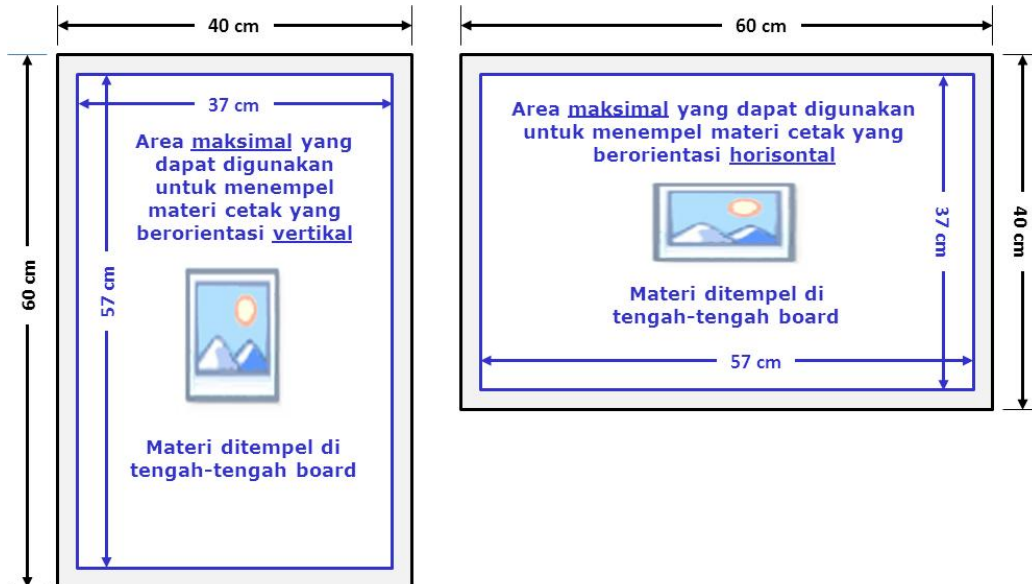 40 cm
60 cm
37 cm
57 cm
Area maksimal yang
dapat digunakan
untuk menempel
materi cetak yang
berorientasi vertikal
Materi ditempel di
tengah-tengah board
60 cm
40 cm
Area maksimal yang dapat digunakan
untuk menempel materi cetak yang
berorientasi horisontal
37 cm
Materi ditempel di
tengah-tengah board
57 cm